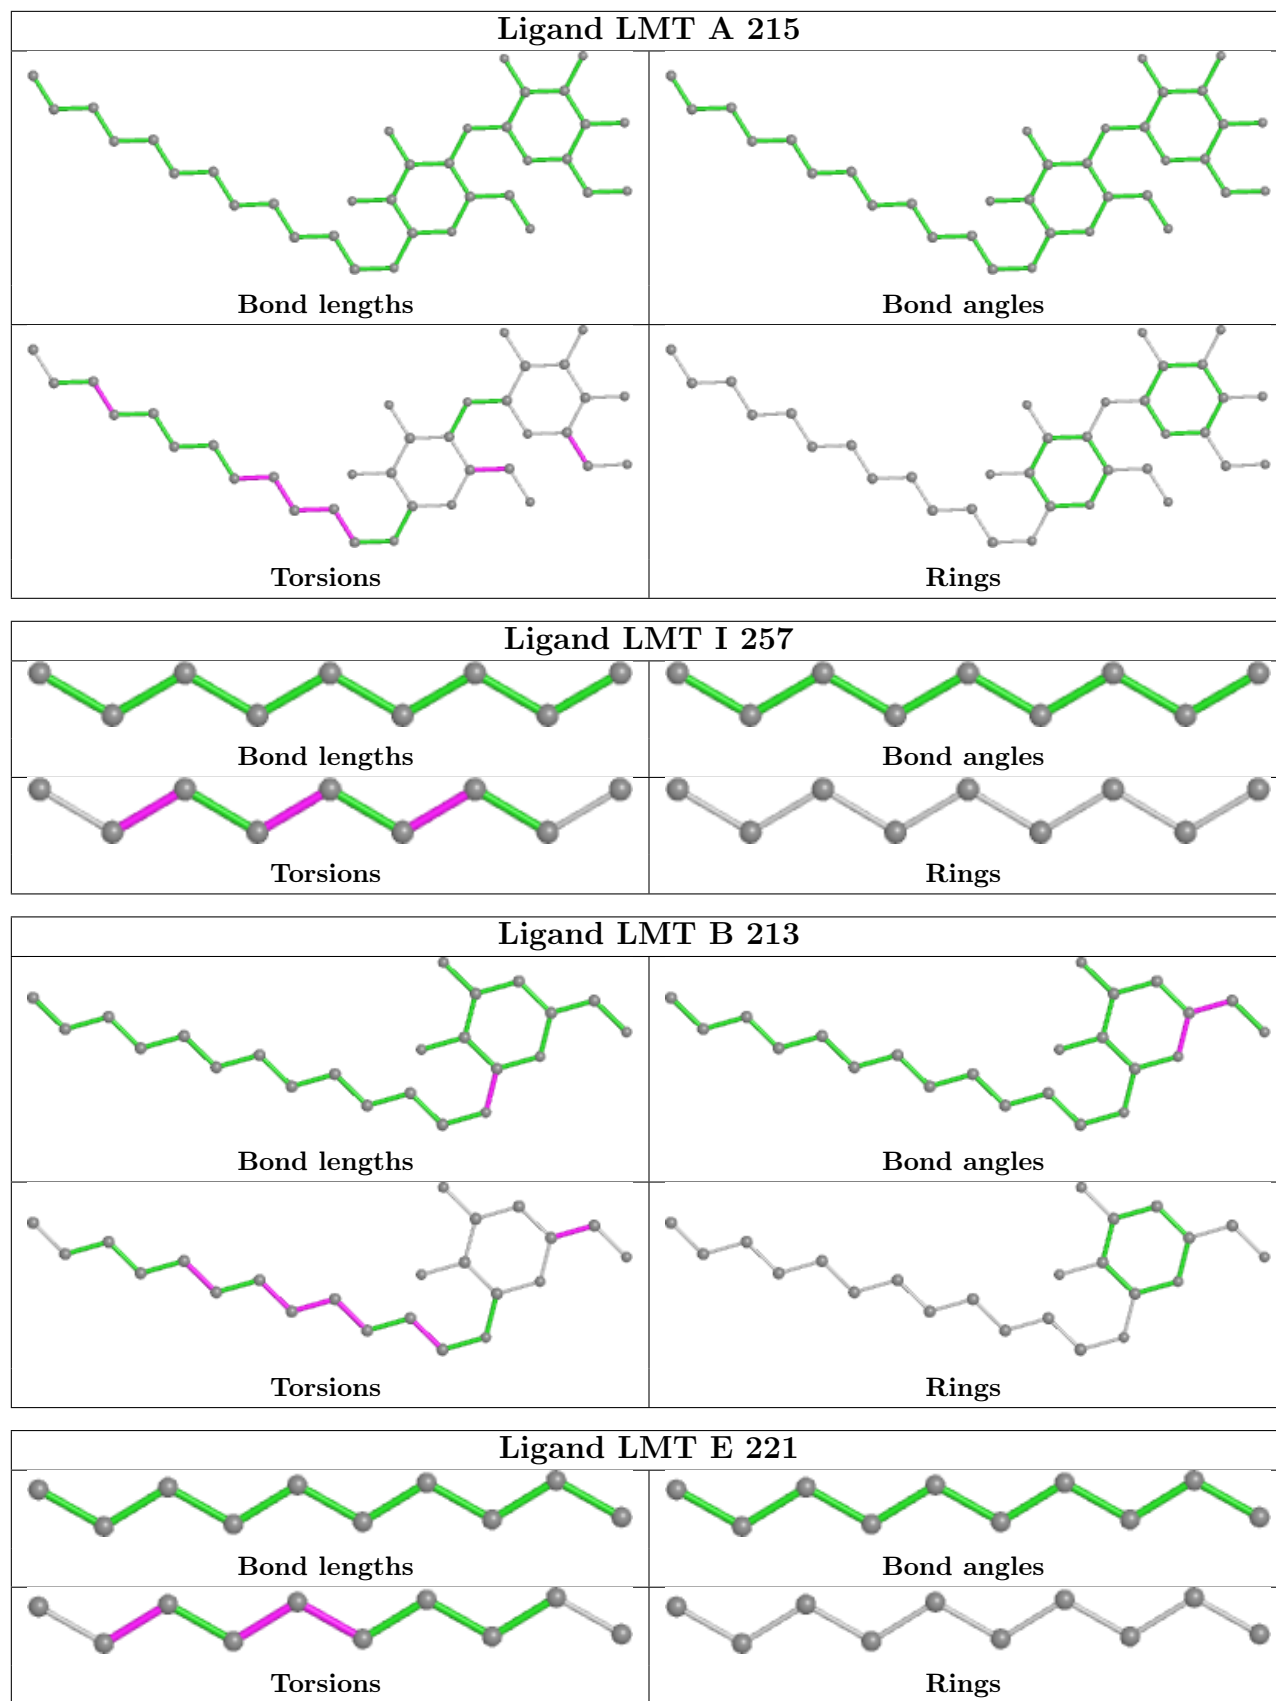 Ligand LMT A 215
Bond lengths
Bond angles
Torsions
Rings
Ligand LMT I 257
Bond lengths
Bond angles
Torsions
Rings
Ligand LMT B 213
Bond lengths
Bond angles
Torsions
Rings
Ligand LMT E 221
Bond lengths
Bond angles
Torsions
Rings